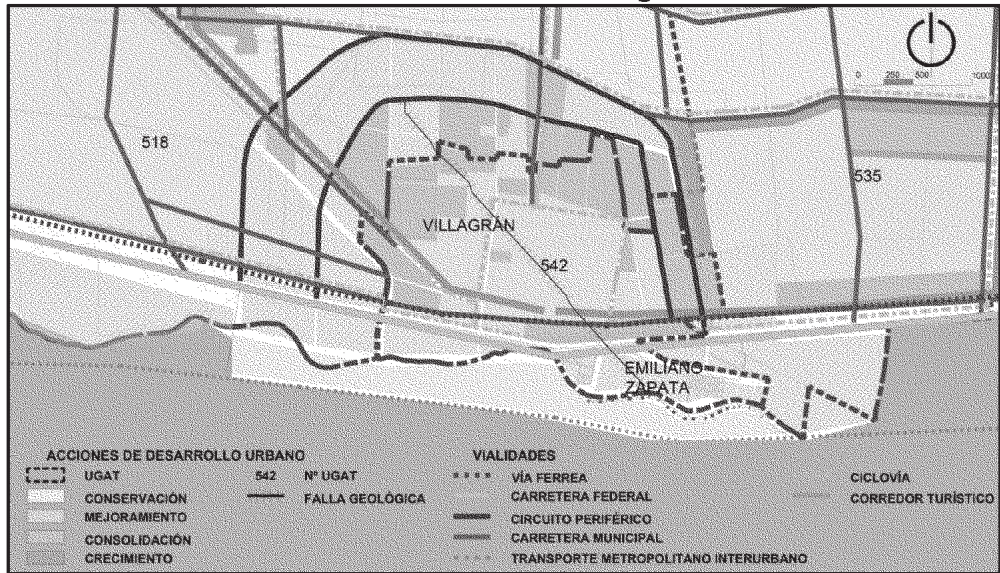 0 250 500 1000
518
535
VILLAGRÁN
542
EMILIANO
ZAPATA
ACCIONES DE DESARROLLO URBANO
UGAT
542 Nº UGAT
CONSERVACIÓN
FALLA GEOLÓGICA
MEJORAMIENTO
CONSOLIDACIÓN
CRECIMIENTO
VIALIDADES
VÍA FERREA
CARRETERA FEDERAL
CIRCUITO PERIFÉRICO
CARRETERA MUNICIPAL
TRANSPORTE METROPOLITANO INTERURBANO
CICLOVÍA
CORREDOR TURÍSTICO